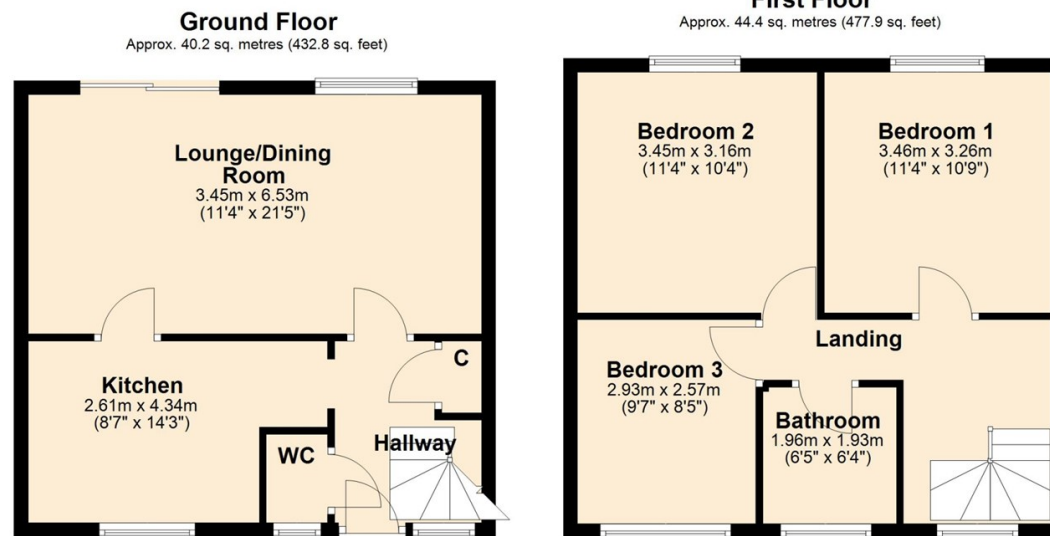 Ground Floor
Approx. 40.2 sq. metres (432.8 sq. feet)
Lounge/Dining
Room
3.45m x 6.53m
(11'4" x 21'5")
Kitchen
2.61m x 4.34m
(8'7" x 14'3")
C
WC
Hallway
First Floor
Approx. 44.4 sq. metres (477.9 sq. feet)
Bedroom 2
3.45m x 3.16m
(11'4" x 10'4")
Bedroom 1
3.46m x 3.26m
(11'4" x 10'9")
Landing
Bedroom 3
2.93m x 2.57m
(9'7" x 8'5")
Bathroom
1.96m x 1.93m
(6'5" x 6'4")